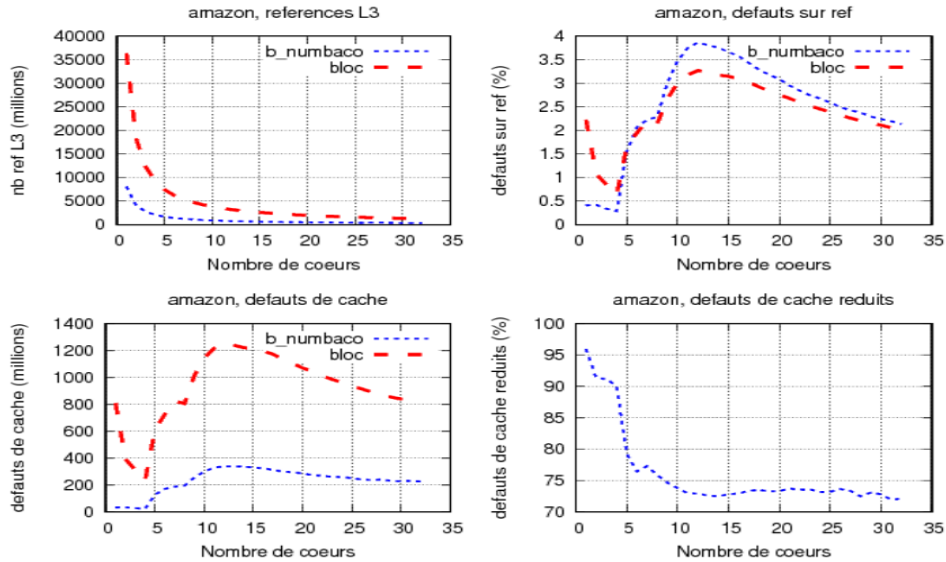 amazon, references L3
nb ref L3 (millions)
40000
35000
30000
25000
20000
15000
10000
5000
0
b_numbaco
bloc
0 5 10 15 20 25 30 35
Nombre de coeurs
amazon, defauts sur ref
defauts sur ref (%)
4
3.5
3
2.5
2
1.5
1
0.5
0
b_numbaco
bloc
0 5 10 15 20 25 30 35
Nombre de coeurs
amazon, defauts de cache
defauts de cache (millions)
1400
1200
1000
800
600
400
200
0
b_numbaco
bloc
0 5 10 15 20 25 30 35
Nombre de coeurs
amazon, defauts de cache reduits
defauts de cache reduits (%)
100
95
90
85
80
75
70
0 5 10 15 20 25 30 35
Nombre de coeurs